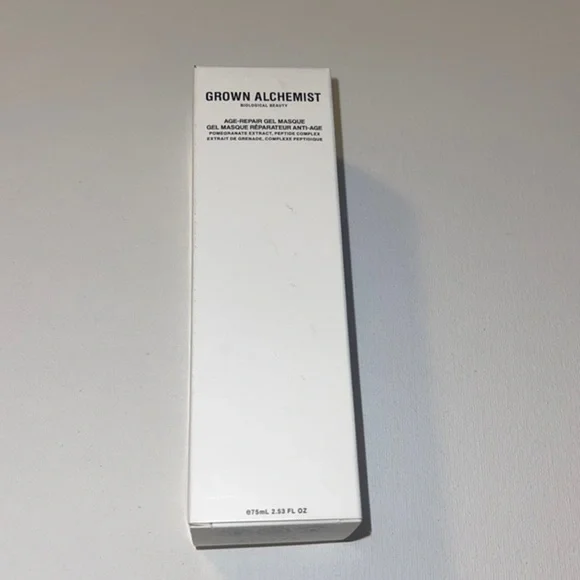 GROWN ALCHEMIST
BIOLOGICAL BEAUTY
AGE-REPAIR GEL MASQUE
GEL MASQUE RÉPARATEUR ANTI-AGE
POMEGRANATE EXTRACT, PEPTIDE COMPLEX
EXTRAIT DE GRENADE, COMPLEXE PEPTIDIQUE
℮75mL 2.53 FL OZ